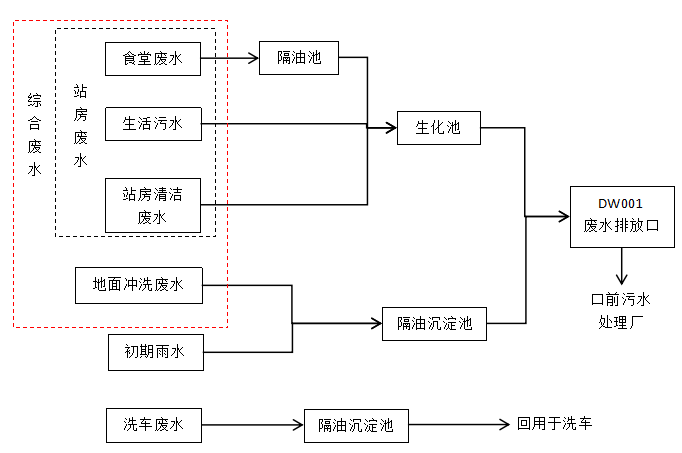 综合废水
站房废水
食堂废水
隔油池
生活污水
生化池
站房清洁
废水
DW001
废水排放口
地面冲洗废水
口前污水
处理厂
隔油沉淀池
初期雨水
洗车废水
隔油沉淀池
回用于洗车